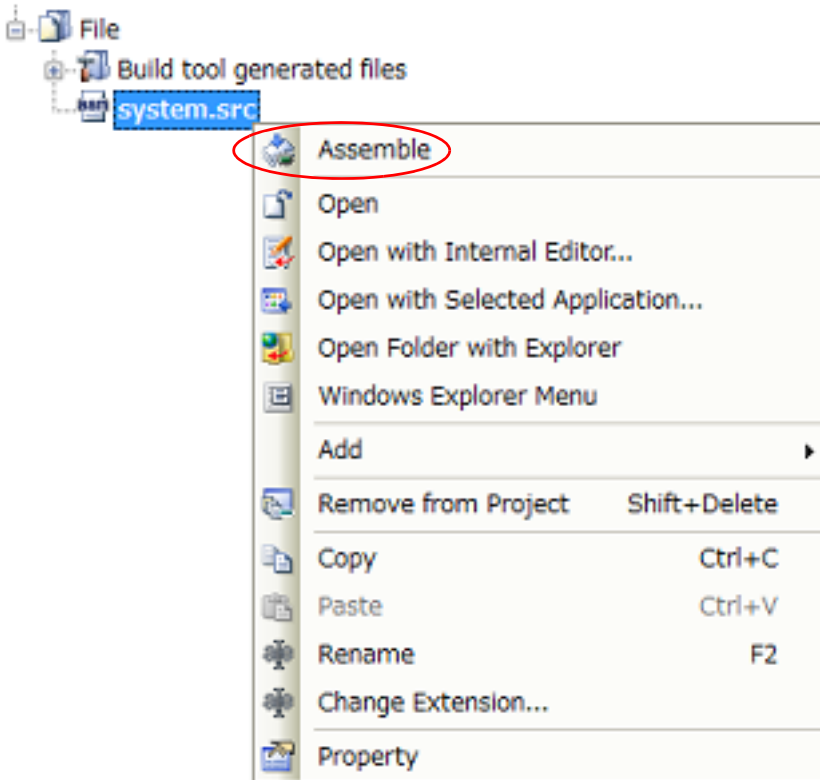 File
Build tool generated files
system.src
Assemble
Open
Open with Internal Editor...
Open with Selected Application...
Open Folder with Explorer
Windows Explorer Menu
Add
Remove from Project Shift+Delete
Copy Ctrl+C
Paste Ctrl+V
Rename F2
Change Extension...
Property